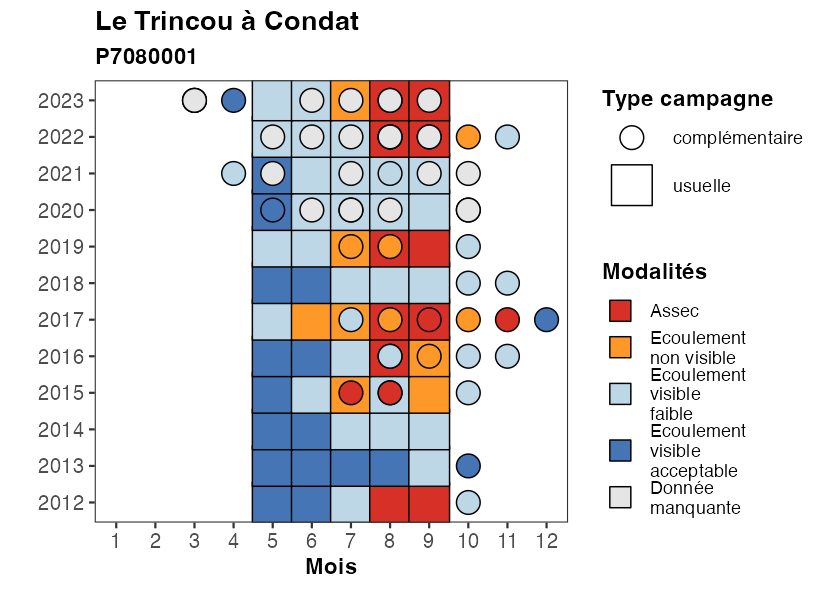 Le Trincou à Condat
P7080001
2023
2022
2021
2020
2019
2018
2017
2016
2015
2014
2013
2012
1 2 3 4 5 6 7 8 9 10 11 12
Mois
Type campagne
complémentaire
usuelle
Modalités
Assec
Ecoulement
non visible
Ecoulement
visible
faible
Ecoulement
visible
acceptable
Donnée
manquante